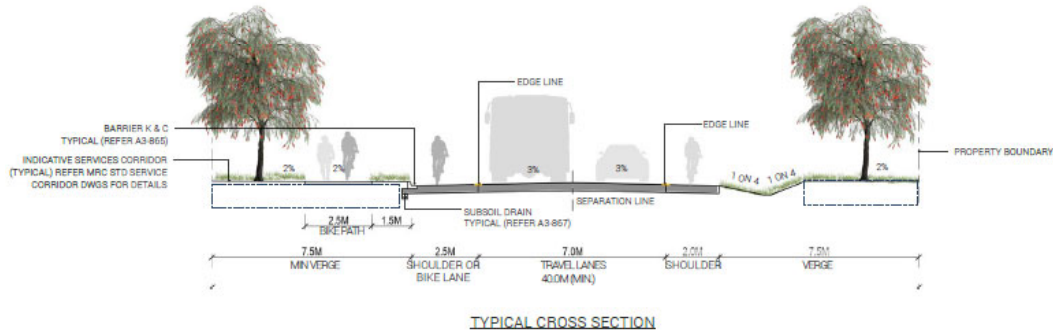 EDGE LINE
BARRIER K & C
TYPICAL (REFER A3-865)
EDGE LINE
INDICATIVE SERVICES CORRIDOR
(TYPICAL) REFER MRC STD SERVICE
CORRIDOR DWGS FOR DETAILS
PROPERTY BOUNDARY
2% 2% 3% 3% 1 ON 4 1 ON 4 2%
SUBSOIL DRAIN
TYPICAL (REFER A3-867)
SEPARATION LINE
2.5M 1.5M
BIKE PATH
7.5M 2.5M 7.0M 2.0M 7.5M
MIN VERGE SHOULDER OR TRAVEL LANES SHOULDER VERGE
BIKE LANE 40.0M (MIN.)
TYPICAL CROSS SECTION